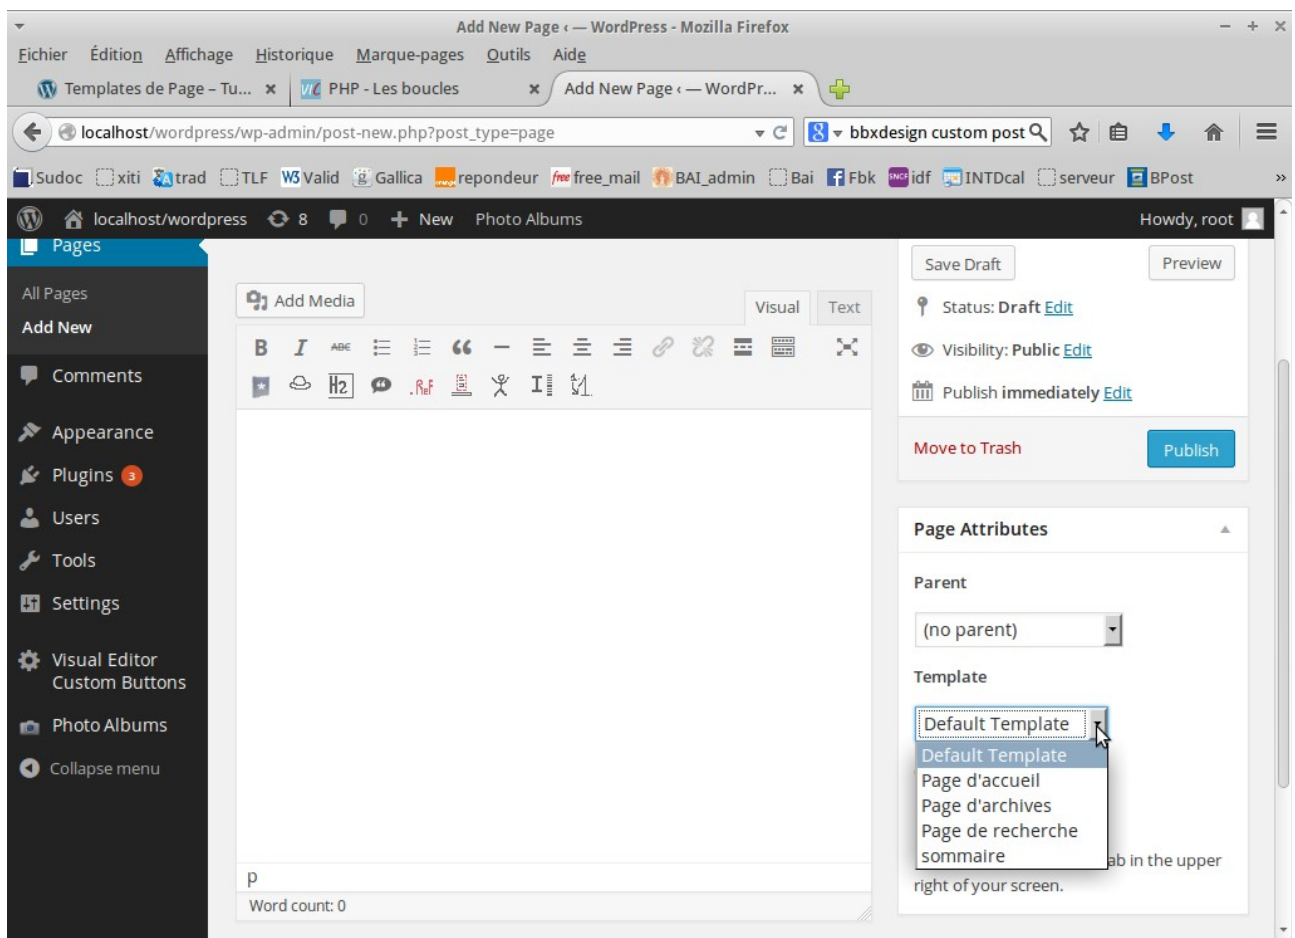 Add New Page ‹ — WordPress - Mozilla Firefox
Fichier Édition Affichage Historique Marque-pages Outils Aide
Templates de Page – Tu... PHP - Les boucles Add New Page ‹ — WordPr...
localhost/wordpress/wp-admin/post-new.php?post_type=page bbxdesign custom post
Sudoc xiti trad TLF W3 Valid Gallica repondeur free free_mail BAI_admin Bai Fbk SNCF idf INTDcal serveur BPost »
localhost/wordpress 8 0 + New Photo Albums Howdy, root
Pages
All Pages
Add New
Comments
Appearance
Plugins 3
Users
Tools
Settings
Visual Editor
Custom Buttons
Photo Albums
Collapse menu
Add Media Visual Text
B I ABC
H2 .Ref
p
Word count: 0
Save Draft Preview
Status: Draft Edit
Visibility: Public Edit
Publish immediately Edit
Move to Trash Publish
Page Attributes
Parent
(no parent)
Template
Default Template
Default Template
Page d'accueil
Page d'archives
Page de recherche
sommaire
ab in the upper
right of your screen.